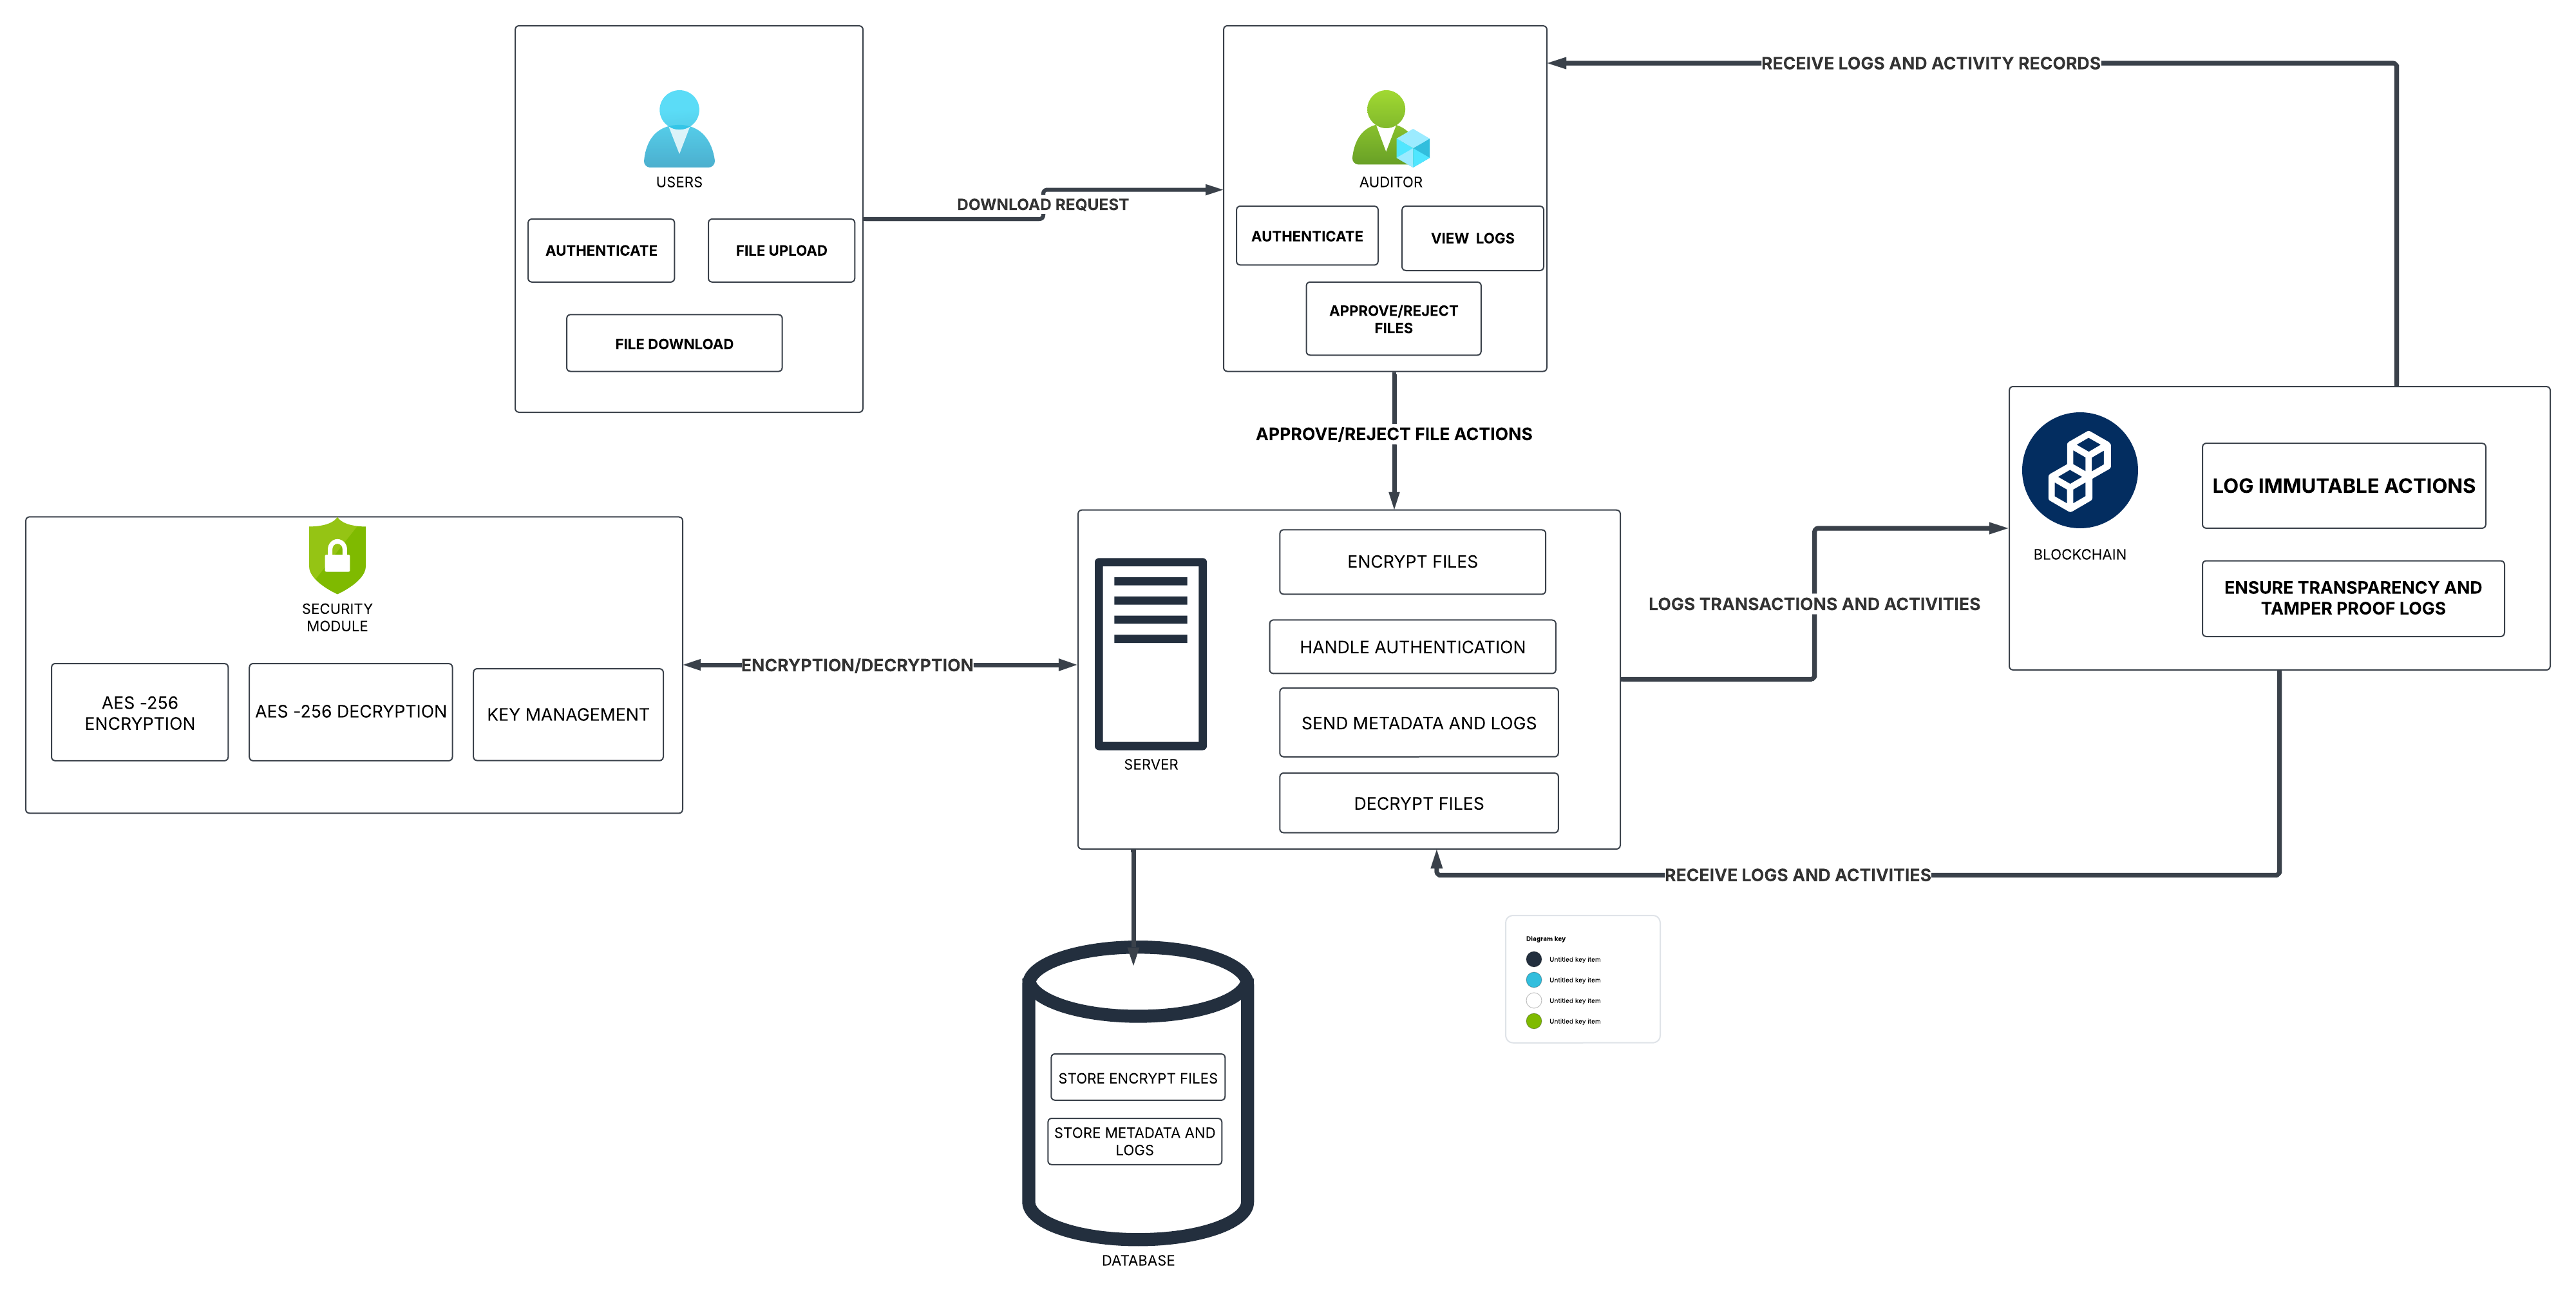 USERS
AUTHENTICATE
FILE UPLOAD
FILE DOWNLOAD
DOWNLOAD REQUEST
AUDITOR
AUTHENTICATE
VIEW LOGS
APPROVE/REJECT
FILES
RECEIVE LOGS AND ACTIVITY RECORDS
APPROVE/REJECT FILE ACTIONS
SECURITY
MODULE
AES -256
ENCRYPTION
AES -256 DECRYPTION
KEY MANAGEMENT
ENCRYPTION/DECRYPTION
SERVER
ENCRYPT FILES
HANDLE AUTHENTICATION
SEND METADATA AND LOGS
DECRYPT FILES
LOGS TRANSACTIONS AND ACTIVITIES
BLOCKCHAIN
LOG IMMUTABLE ACTIONS
ENSURE TRANSPARENCY AND
TAMPER PROOF LOGS
RECEIVE LOGS AND ACTIVITIES
Diagram key
Untitled key item
Untitled key item
Untitled key item
Untitled key item
STORE ENCRYPT FILES
STORE METADATA AND
LOGS
DATABASE